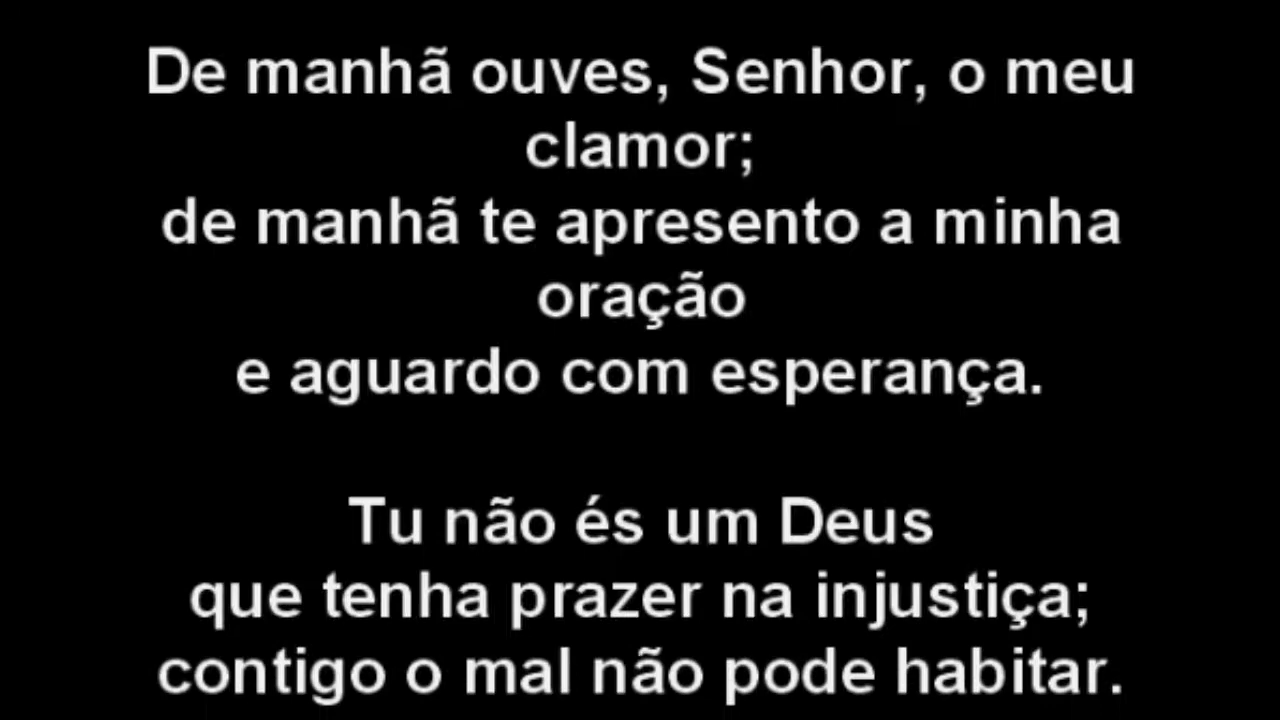 De manhã ouves, Senhor, o meu
clamor;
de manhã te apresento a minha
oração
e aguardo com esperança.
Tu não és um Deus
que tenha prazer na injustiça;
contigo o mal não pode habitar.